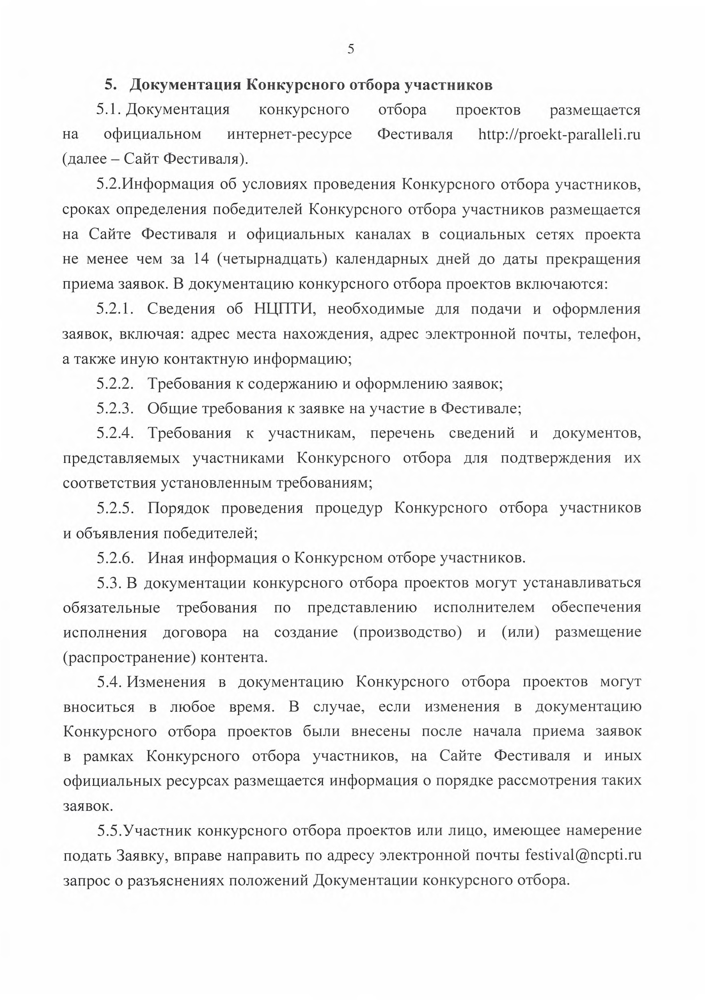 5
5. Документация Конкурсного отбора участников
5.1. Документация конкурсного отбора проектов размещается
на официальном интернет-ресурсе Фестиваля http://proekt-paralleli.ru
(далее – Сайт Фестиваля).
5.2.Информация об условиях проведения Конкурсного отбора участников,
сроках определения победителей Конкурсного отбора участников размещается
на Сайте Фестиваля и официальных каналах в социальных сетях проекта
не менее чем за 14 (четырнадцать) календарных дней до даты прекращения
приема заявок. В документацию конкурсного отбора проектов включаются:
5.2.1. Сведения об НЦПТИ, необходимые для подачи и оформления
заявок, включая: адрес места нахождения, адрес электронной почты, телефон,
а также иную контактную информацию;
5.2.2. Требования к содержанию и оформлению заявок;
5.2.3. Общие требования к заявке на участие в Фестивале;
5.2.4. Требования к участникам, перечень сведений и документов,
представляемых участниками Конкурсного отбора для подтверждения их
соответствия установленным требованиям;
5.2.5. Порядок проведения процедур Конкурсного отбора участников
и объявления победителей;
5.2.6. Иная информация о Конкурсном отборе участников.
5.3. В документации конкурсного отбора проектов могут устанавливаться
обязательные требования по представлению исполнителем обеспечения
исполнения договора на создание (производство) и (или) размещение
(распространение) контента.
5.4. Изменения в документацию Конкурсного отбора проектов могут
вноситься в любое время. В случае, если изменения в документацию
Конкурсного отбора проектов были внесены после начала приема заявок
в рамках Конкурсного отбора участников, на Сайте Фестиваля и иных
официальных ресурсах размещается информация о порядке рассмотрения таких
заявок.
5.5.Участник конкурсного отбора проектов или лицо, имеющее намерение
подать Заявку, вправе направить по адресу электронной почты festival@ncpti.ru
запрос о разъяснениях положений Документации конкурсного отбора.